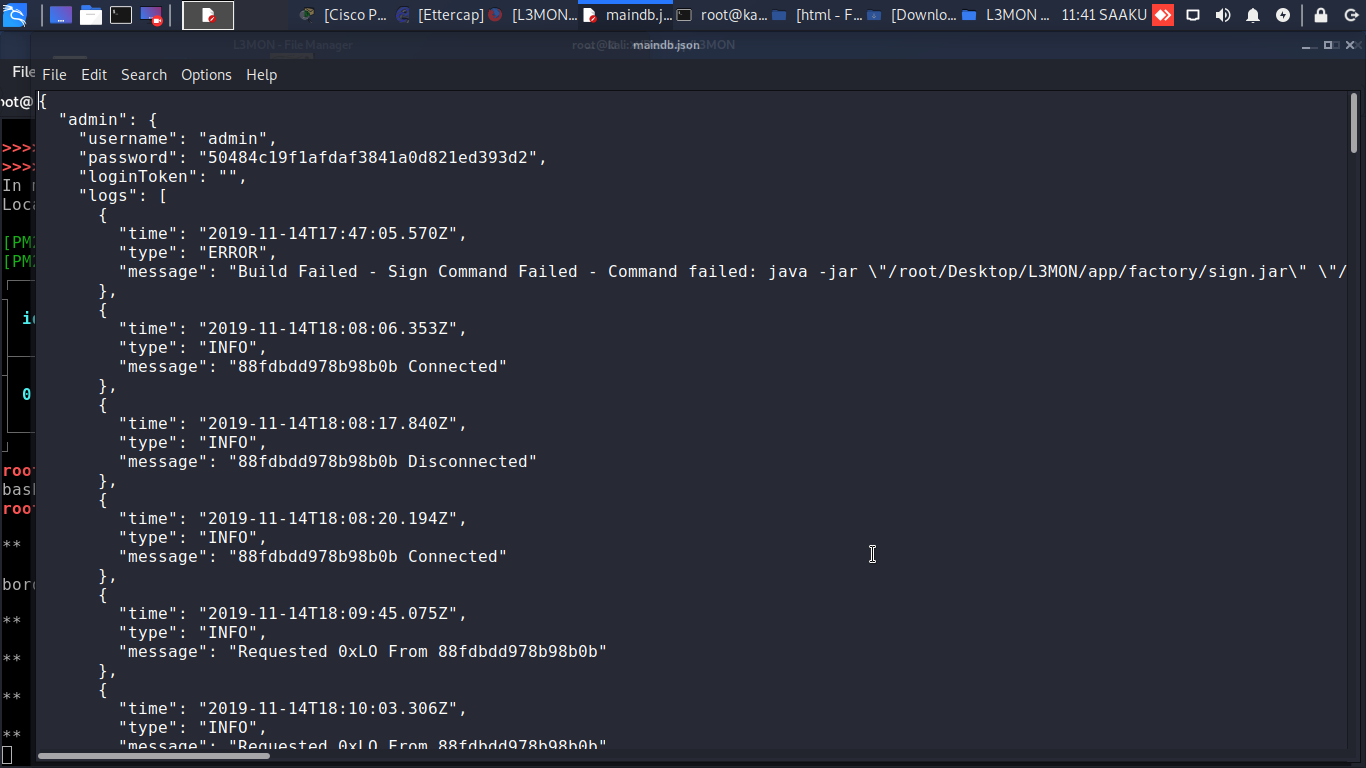 [Cisco P... [Ettercap] [L3MON... maindb.j... root@ka... [html - F... [Downlo... L3MON ... 11:41 SAAKU
L3MON - File Manager
maindb.json
File
File Edit Search Options Help
oot@
{
"admin": {
"username": "admin",
"password": "50484c19f1afdaf3841a0d821ed393d2",
"loginToken": "",
"logs": [
{
"time": "2019-11-14T17:47:05.570Z",
"type": "ERROR",
"message": "Build Failed - Sign Command Failed - Command failed: java -jar \"/root/Desktop/L3MON/app/factory/sign.jar\" \"/
},
{
"time": "2019-11-14T18:08:06.353Z",
"type": "INFO",
"message": "88fdbdd978b98b0b Connected"
},
{
"time": "2019-11-14T18:08:17.840Z",
"type": "INFO",
"message": "88fdbdd978b98b0b Disconnected"
},
{
"time": "2019-11-14T18:08:20.194Z",
"type": "INFO",
"message": "88fdbdd978b98b0b Connected"
},
{
"time": "2019-11-14T18:09:45.075Z",
"type": "INFO",
"message": "Requested 0xLO From 88fdbdd978b98b0b"
},
{
"time": "2019-11-14T18:10:03.306Z",
"type": "INFO",
"message": "Requested 0xLO From 88fdbdd978b98b0b"
>>>
>>>
In
Loca
[PM
[PM
id
0
roo
bas
roo
**
bor
**
**
**
**